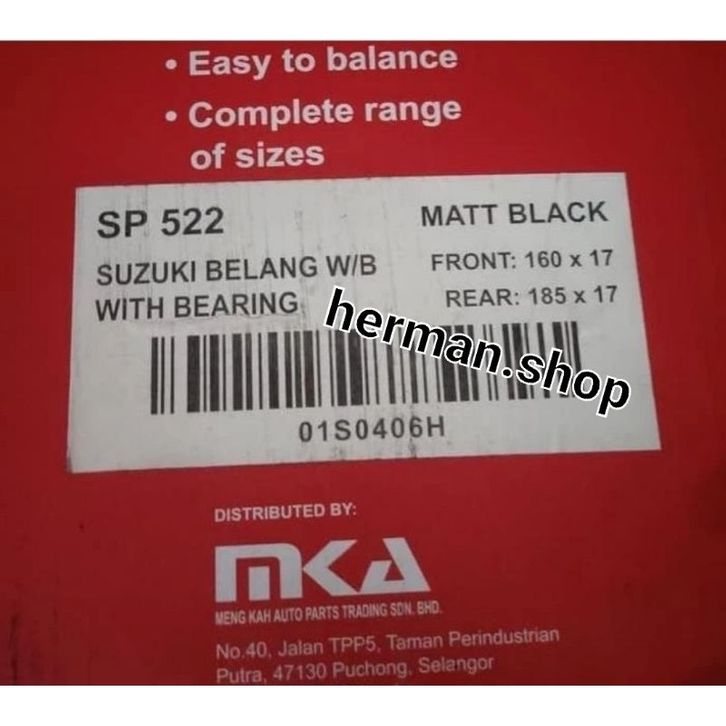 • Easy to balance
• Complete range
of sizes
SP 522
MATT BLACK
SUZUKI BELANG W/B
FRONT: 160 x 17
WITH BEARING
REAR: 185 x 17
herman.shop
01S0406H
DISTRIBUTED BY:
MKA
MENG KAH AUTO PARTS TRADING SDN. BHD.
No.40, Jalan TPP5, Taman Perindustrian
Putra, 47130 Puchong, Selangor